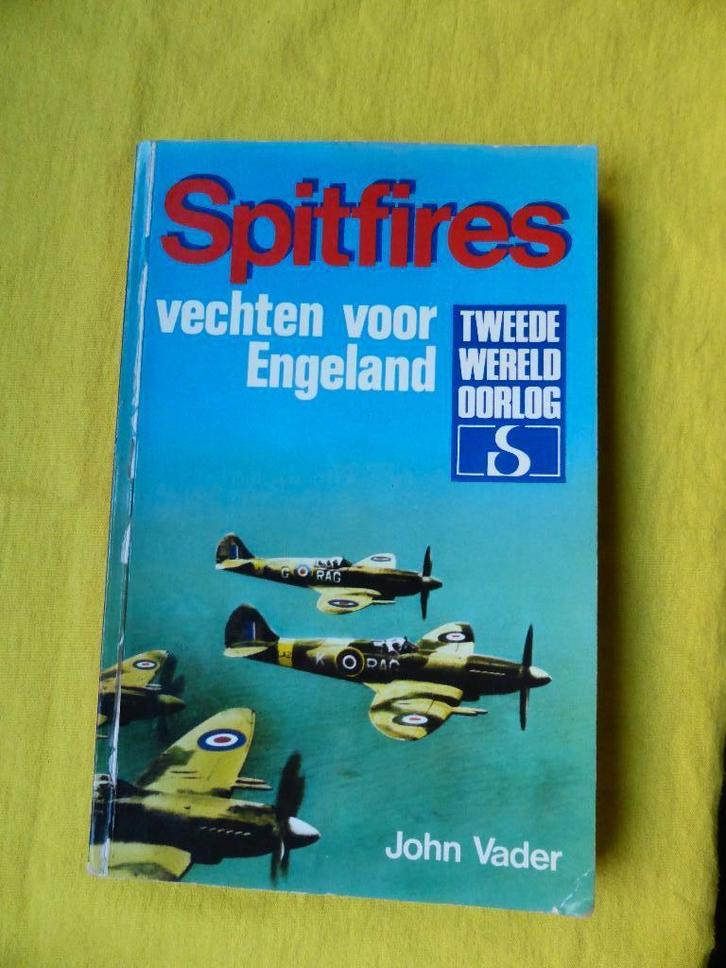 Spitfires
vechten voor
Engeland
TWEEDE
WERELD
OORLOG
S
G RAG
K RAG
John Vader